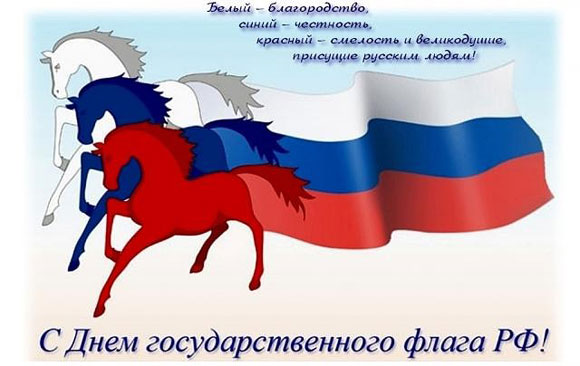 Белый – благородство,
синий – честность,
красный – смелость и великодушие,
присущие русским людям!
С Днем государственного флага РФ!